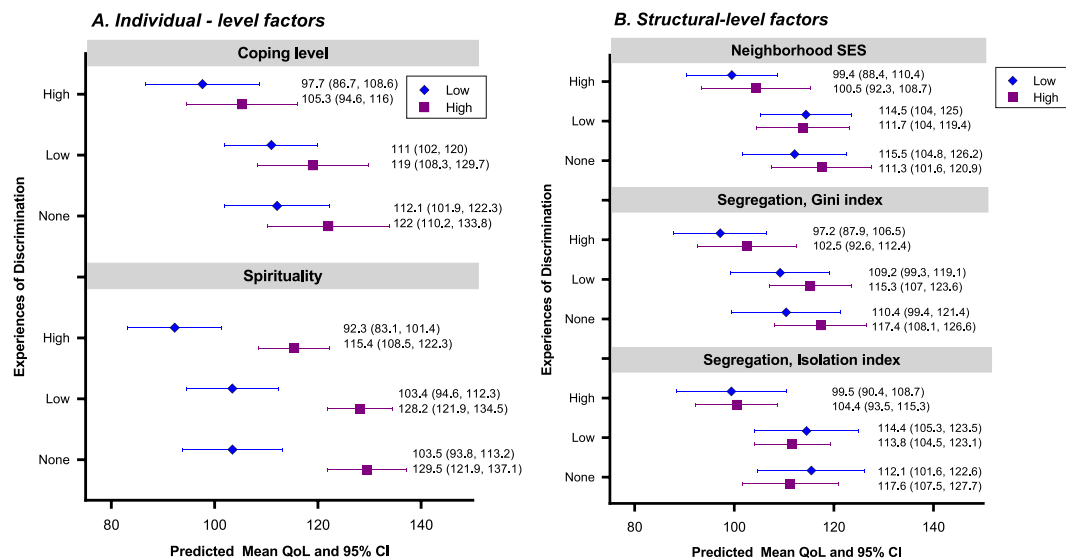 A. Individual - level factors
Coping level
High
97.7 (86.7, 108.6)
105.3 (94.6, 116)
Low
High
Low
111 (102, 120)
119 (108.3, 129.7)
None
112.1 (101.9, 122.3)
122 (110.2, 133.8)
Spirituality
High
92.3 (83.1, 101.4)
115.4 (108.5, 122.3)
Low
103.4 (94.6, 112.3)
128.2 (121.9, 134.5)
None
103.5 (93.8, 113.2)
129.5 (121.9, 137.1)
Experiences of Discrimination
80 100 120 140
Predicted Mean QoL and 95% CI
B. Structural-level factors
Neighborhood SES
High
99.4 (88.4, 110.4)
100.5 (92.3, 108.7)
Low
High
Low
114.5 (104, 125)
111.7 (104, 119.4)
None
115.5 (104.8, 126.2)
111.3 (101.6, 120.9)
Segregation, Gini index
High
97.2 (87.9, 106.5)
102.5 (92.6, 112.4)
Low
109.2 (99.3, 119.1)
115.3 (107, 123.6)
None
110.4 (99.4, 121.4)
117.4 (108.1, 126.6)
Segregation, Isolation index
High
99.5 (90.4, 108.7)
104.4 (93.5, 115.3)
Low
114.4 (105.3, 123.5)
113.8 (104.5, 123.1)
None
112.1 (101.6, 122.6)
117.6 (107.5, 127.7)
Experiences of Discrimination
80 100 120 140
Predicted Mean QoL and 95% CI